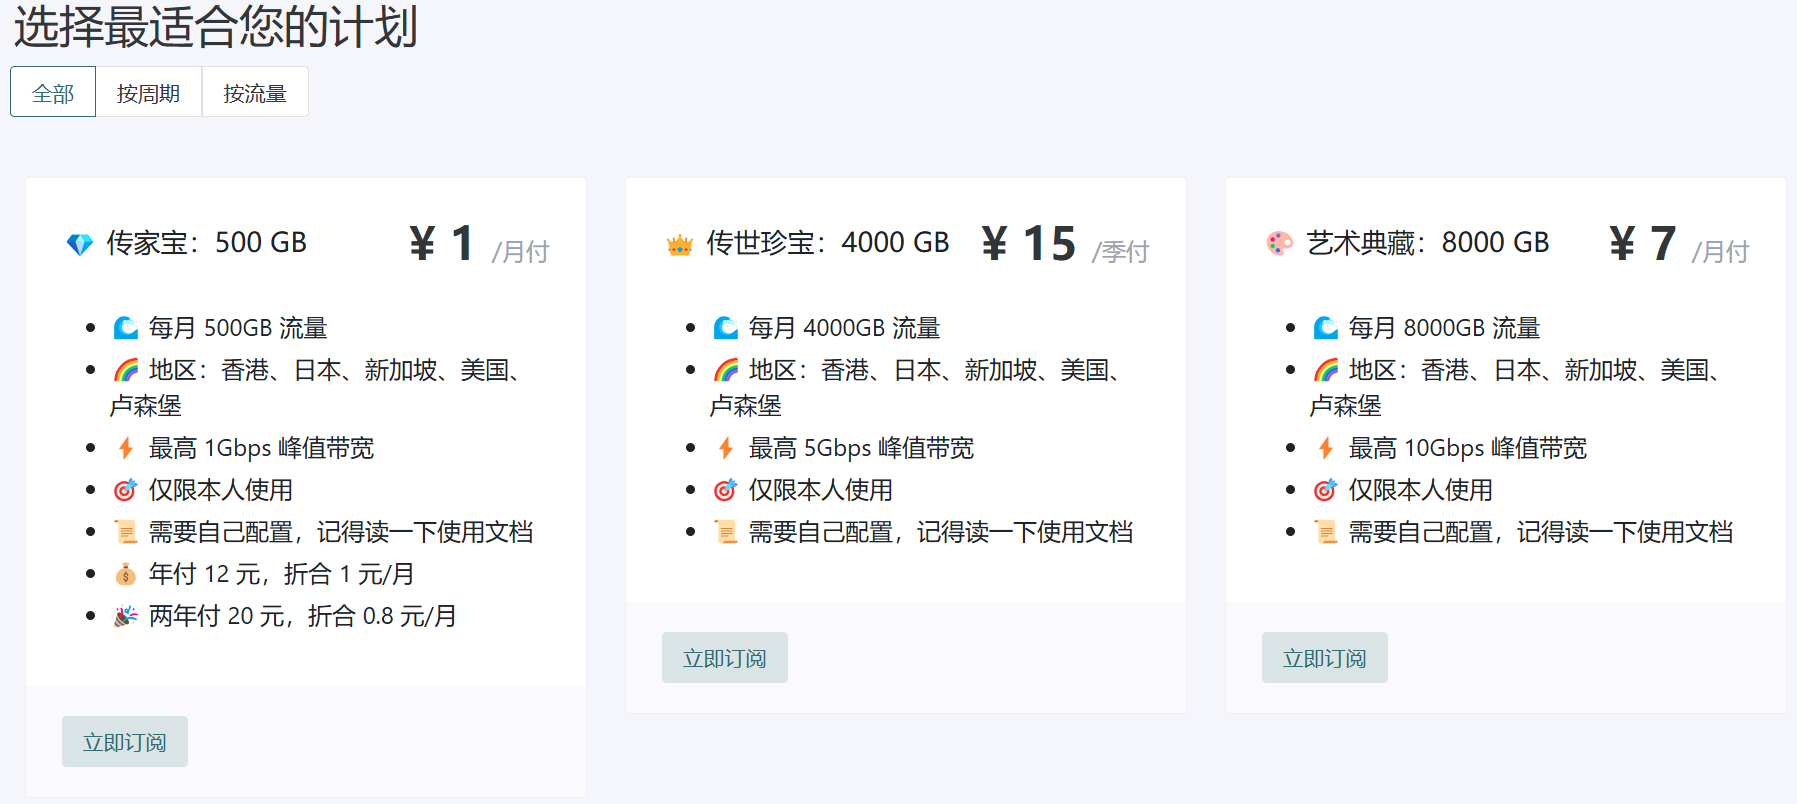 选择最适合您的计划
全部
按周期
按流量
传家宝：500 GB
¥ 1 /月付
每月 500GB 流量
地区：香港、日本、新加坡、美国、
卢森堡
最高 1Gbps 峰值带宽
仅限本人使用
需要自己配置，记得读一下使用文档
年付 12 元，折合 1 元/月
两年付 20 元，折合 0.8 元/月
立即订阅
传世珍宝：4000 GB
¥ 15 /季付
每月 4000GB 流量
地区：香港、日本、新加坡、美国、
卢森堡
最高 5Gbps 峰值带宽
仅限本人使用
需要自己配置，记得读一下使用文档
立即订阅
艺术典藏：8000 GB
¥ 7 /月付
每月 8000GB 流量
地区：香港、日本、新加坡、美国、
卢森堡
最高 10Gbps 峰值带宽
仅限本人使用
需要自己配置，记得读一下使用文档
立即订阅